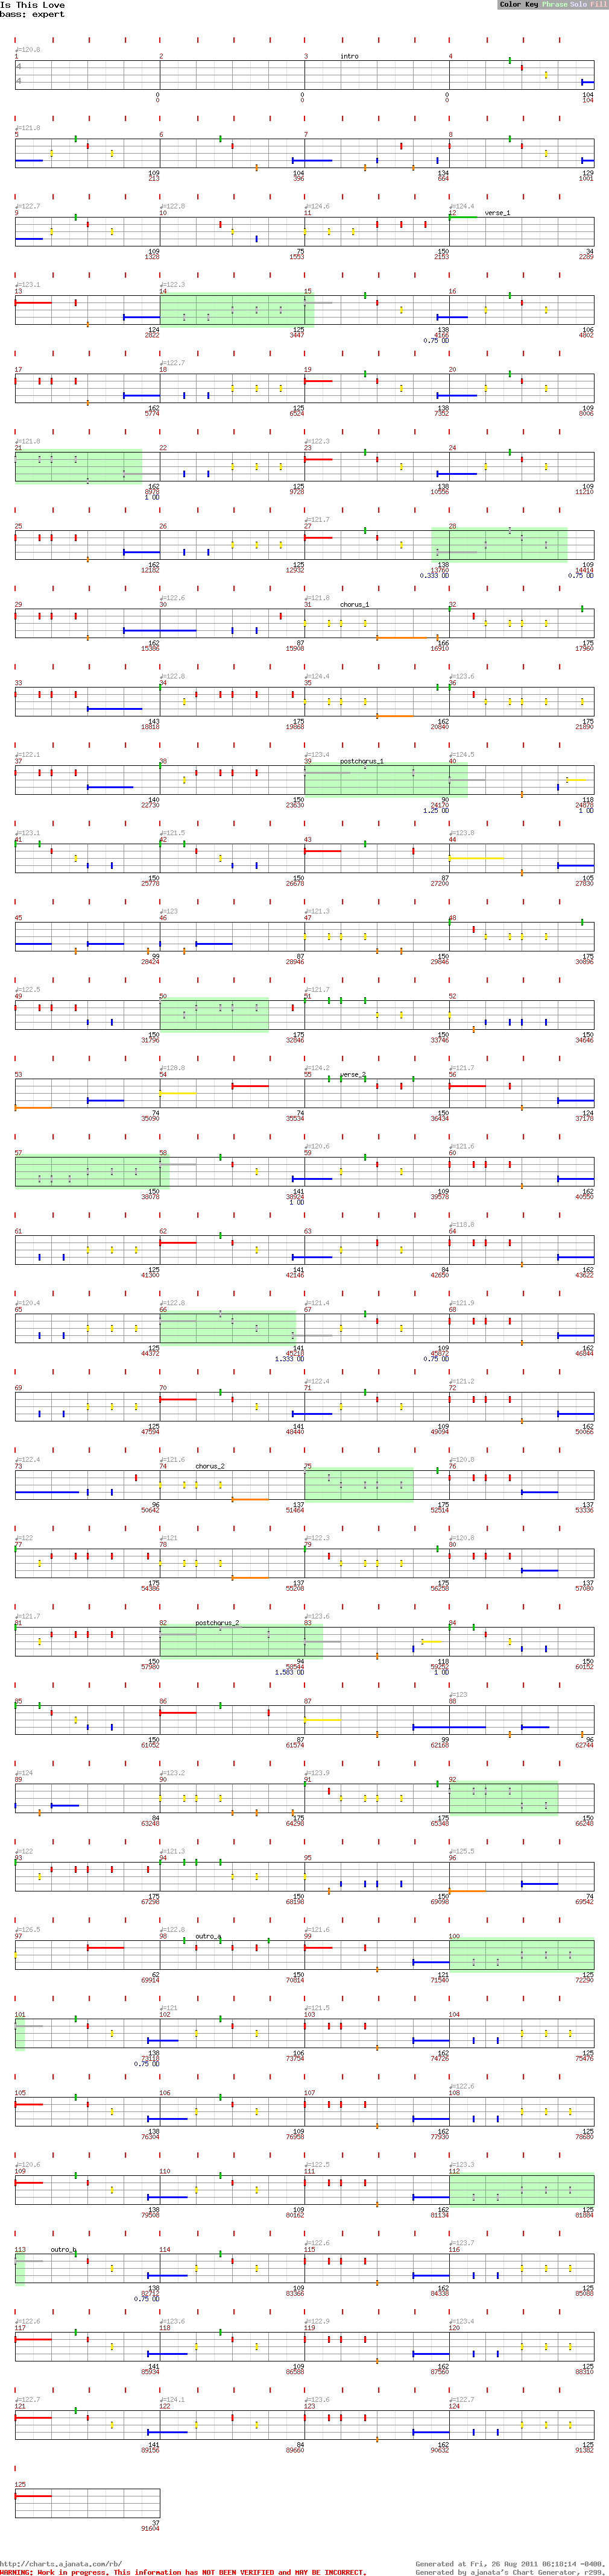 Is This Love
bass: expert
Color Key Phrase Solo Fill
♩=120.8
1 2 3 intro 4
4
4
0 0 104
0 0 104
♩=121.8
5 6 7 8
109 104 134 129
213 396 664 1001
♩=122.7 ♩=122.8 ♩=124.6 ♩=124.4
9 10 11 12 verse_1
109 75 153 34
1328 1553 2153 2289
♩=123.1 ♩=122.3
13 14 15 16
124 125 138 106
2822 3447 4166 4802
0.75 OD
♩=122.7
17 18 19 20
162 125 138 109
5774 6524 7352 8006
♩=121.8 ♩=122.3
21 22 23 24
162 125 138 109
8978 9728 10556 11210
1 OD
♩=121.7
25 26 27 28
162 125 138 109
12182 12932 13760 14414
0.333 OD 0.75 OD
♩=122.6 ♩=121.8
29 30 31 chorus_1 32
162 87 166 175
15386 15908 16910 17960
♩=122.8 ♩=124.4 ♩=123.6
33 34 35 36
143 175 162 175
18818 19868 20840 21890
♩=122.1 ♩=123.4 ♩=124.5
37 38 39 postchorus_1 40
140 150 90 118
22730 23630 24170 24878
1.25 OD 1 OD
♩=123.1 ♩=121.5 ♩=123.8
41 42 43 44
150 150 87 105
25778 26678 27200 27830
♩=123 ♩=121.3
45 46 47 48
99 87 150 175
28424 28946 29846 30896
♩=122.5 ♩=121.7
49 50 51 52
150 175 150 150
31796 32846 33746 34646
♩=128.8 ♩=124.2 ♩=121.7
53 54 55 verse_2 56
74 74 150 124
35090 35534 36434 37178
♩=120.6 ♩=121.6
57 58 59 60
150 141 109 162
38078 38924 39578 40550
1 OD
♩=118.8
61 62 63 64
125 141 84 162
41300 42146 42650 43622
♩=120.4 ♩=122.8 ♩=121.4 ♩=121.9
65 66 67 68
125 141 109 162
44372 45218 45872 46844
1.333 OD 0.75 OD
♩=122.4 ♩=121.2
69 70 71 72
125 141 109 162
47594 48440 49094 50066
♩=122.4 ♩=121.6 ♩=120.8
73 74 chorus_2 75 76
96 137 175 137
50642 51464 52514 53336
♩=122 ♩=121 ♩=122.3 ♩=120.8
77 78 79 80
175 137 175 137
54386 55208 56258 57080
♩=121.7 ♩=123.6
81 82 postchorus_2 83 84
150 94 118 150
57980 58544 59252 60152
1.583 OD 1 OD
♩=123
85 86 87 88
150 87 99 96
61052 61574 62168 62744
♩=124 ♩=123.2 ♩=123.9
89 90 91 92
84 175 175 150
63248 64298 65348 66248
♩=122 ♩=121.3 ♩=125.5
93 94 95 96
175 150 150 74
67298 68198 69098 69542
♩=126.5 ♩=122.8 ♩=121.6
97 98 outro_a 99 100
62 150 121 125
69914 70814 71540 72290
♩=121 ♩=121.5
101 102 103 104
138 106 162 125
73118 73754 74726 75476
0.75 OD
♩=122.6
105 106 107 108
138 109 162 125
76304 76958 77930 78680
♩=120.6 ♩=122.5 ♩=123.3
109 110 111 112
138 109 162 125
79508 80162 81134 81884
♩=122.6 ♩=123.7
113 outro_b 114 115 116
138 109 162 125
82712 83366 84338 85088
0.75 OD
♩=122.6 ♩=123.6 ♩=122.9 ♩=123.4
117 118 119 120
141 109 162 125
85934 86588 87560 88310
♩=122.7 ♩=124.1 ♩=123.6 ♩=122.7
121 122 123 124
141 84 162 125
89156 89660 90632 91382
125
37
91604
http://charts.ajanata.com/rb/
Generated at Fri, 26 Aug 2011 06:18:14 -0400.
WARNING: Work in progress. This information has NOT BEEN VERIFIED and MAY BE INCORRECT.
Generated by ajanata's Chart Generator, r299.